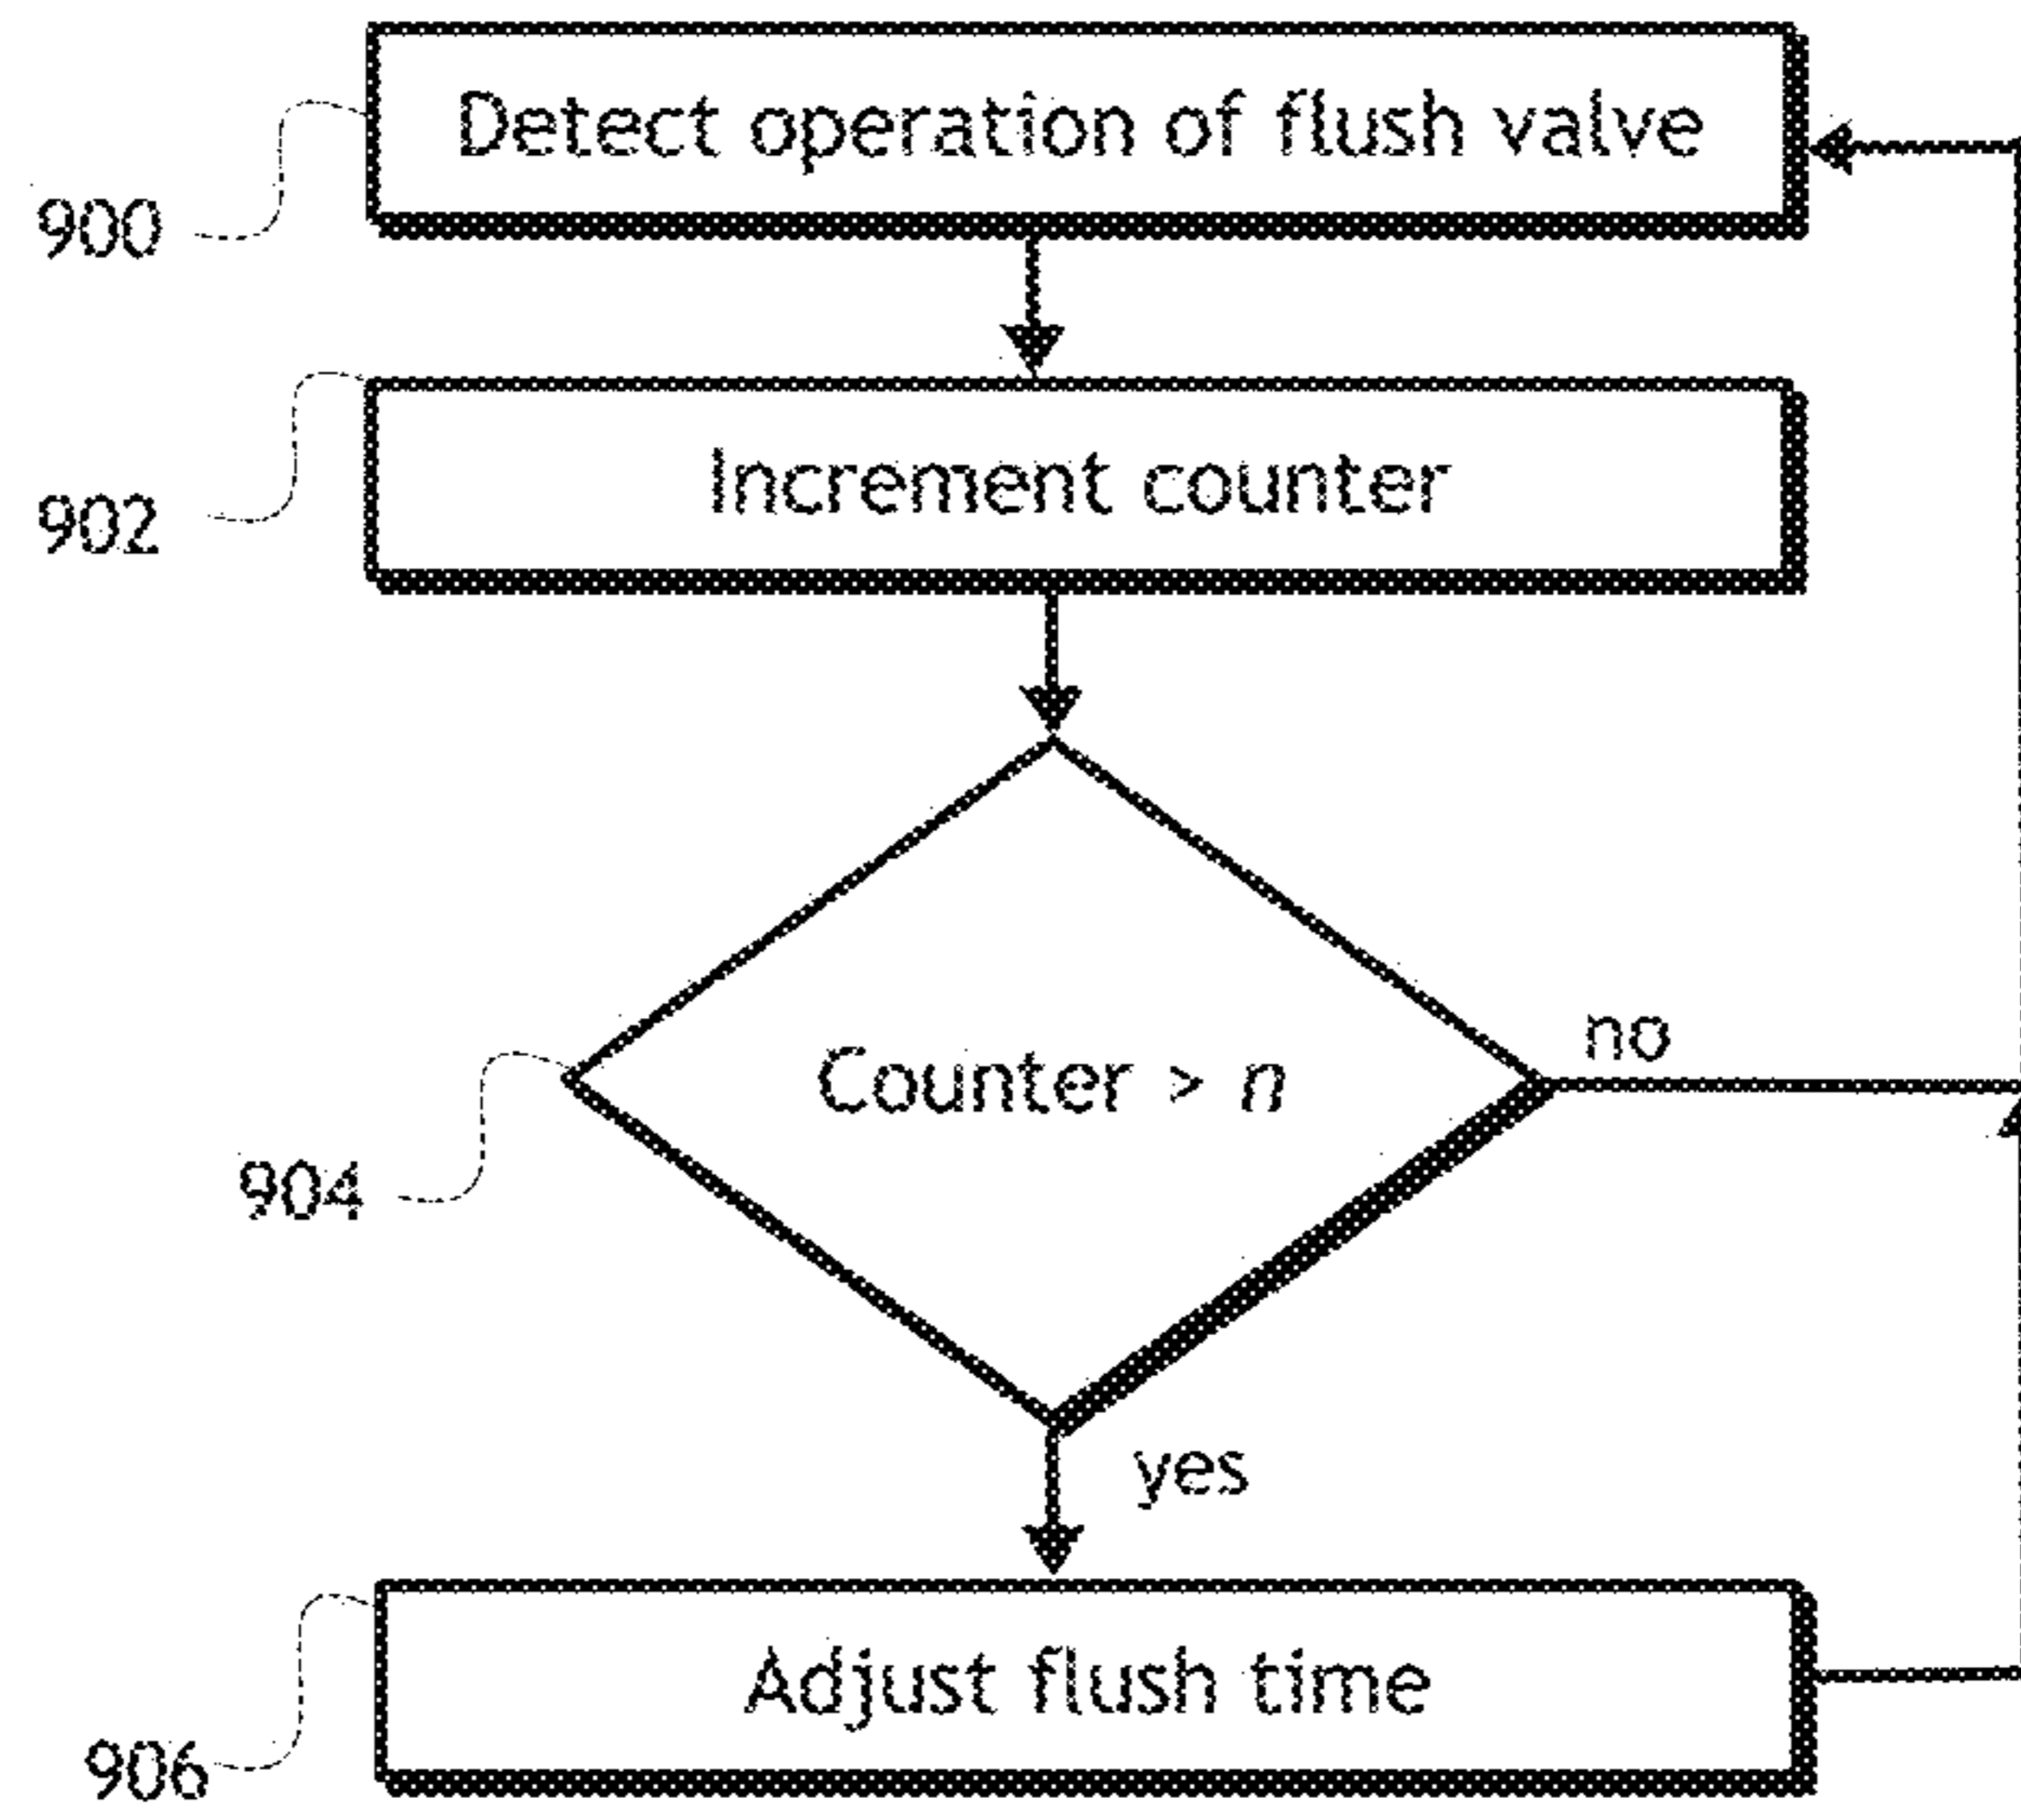 Detect operation of flush valve
900
Increment counter
902
Counter > n
no
904
yes
Adjust flush time
906